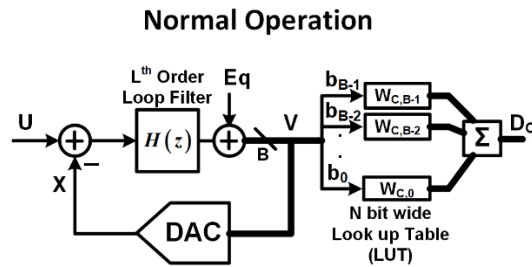 Normal Operation
Lth Order
Loop Filter
Eq
U
H(z)
B
V
X
−
DAC
bB-1
WC,B-1
bB-2
WC,B-2
.
.
b0
WC,0
Σ
DO
N bit wide
Look up Table
(LUT)